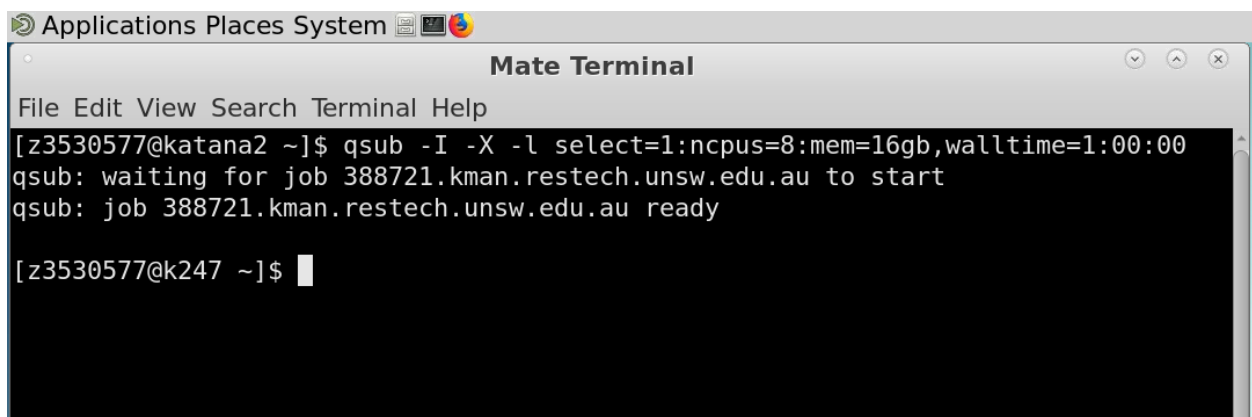 Applications Places System
Mate Terminal
File Edit View Search Terminal Help
[z3530577@katana2 ~]$ qsub -I -X -l select=1:ncpus=8:mem=16gb,walltime=1:00:00
qsub: waiting for job 388721.kman.restech.unsw.edu.au to start
qsub: job 388721.kman.restech.unsw.edu.au ready
[z3530577@k247 ~]$